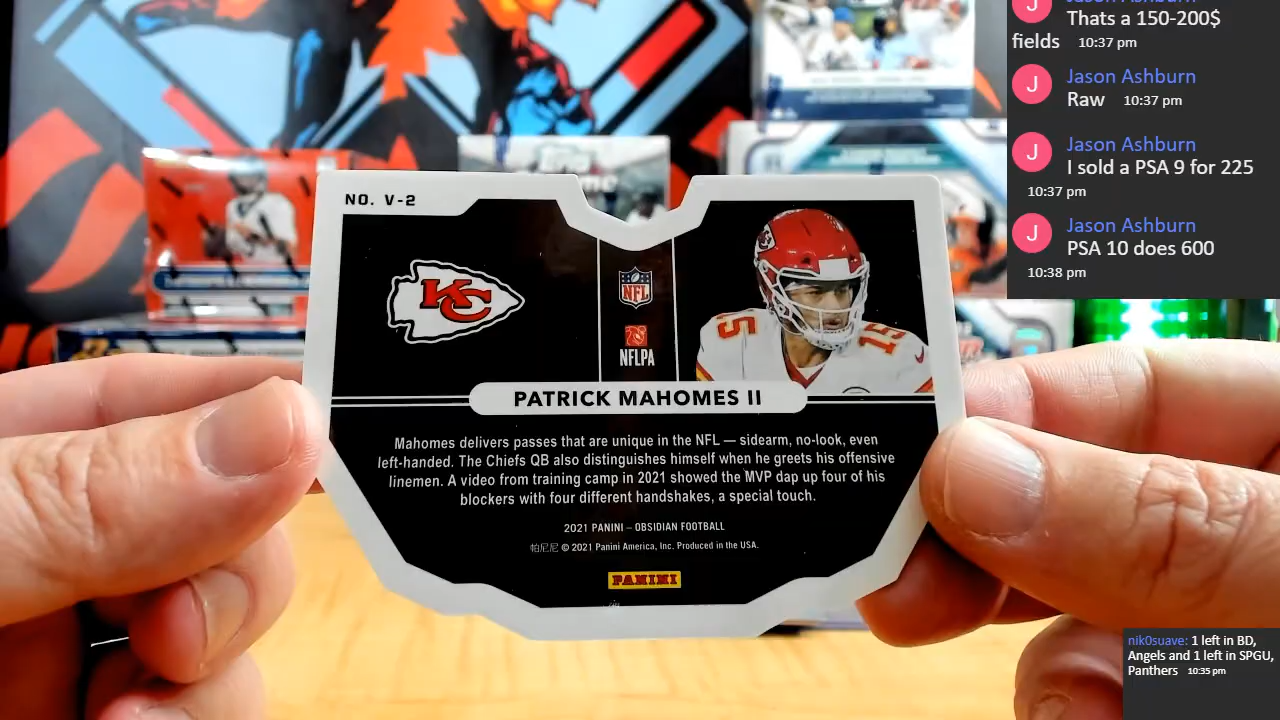 Thats a 150-200$
fields 10:37 pm
J Jason Ashburn
Raw 10:37 pm
J Jason Ashburn
I sold a PSA 9 for 225
10:37 pm
J Jason Ashburn
PSA 10 does 600
10:38 pm
NO. V-2
KC
NFL
NFLPA
15 15
PATRICK MAHOMES II
Mahomes delivers passes that are unique in the NFL — sidearm, no-look, even
left-handed. The Chiefs QB also distinguishes himself when he greets his offensive
linemen. A video from training camp in 2021 showed the MVP dap up four of his
blockers with four different handshakes, a special touch.
2021 PANINI – OBSIDIAN FOOTBALL
帕尼尼 © 2021 Panini America, Inc. Produced in the USA.
PANINI
nik0suave: 1 left in BD,
Angels and 1 left in SPGU,
Panthers 10:35 pm